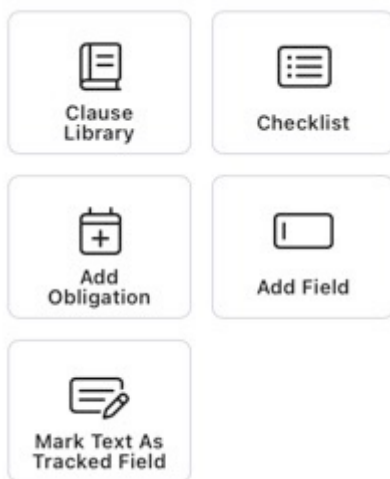 Clause
Library
Checklist
Add
Obligation
Add Field
Mark Text As
Tracked Field